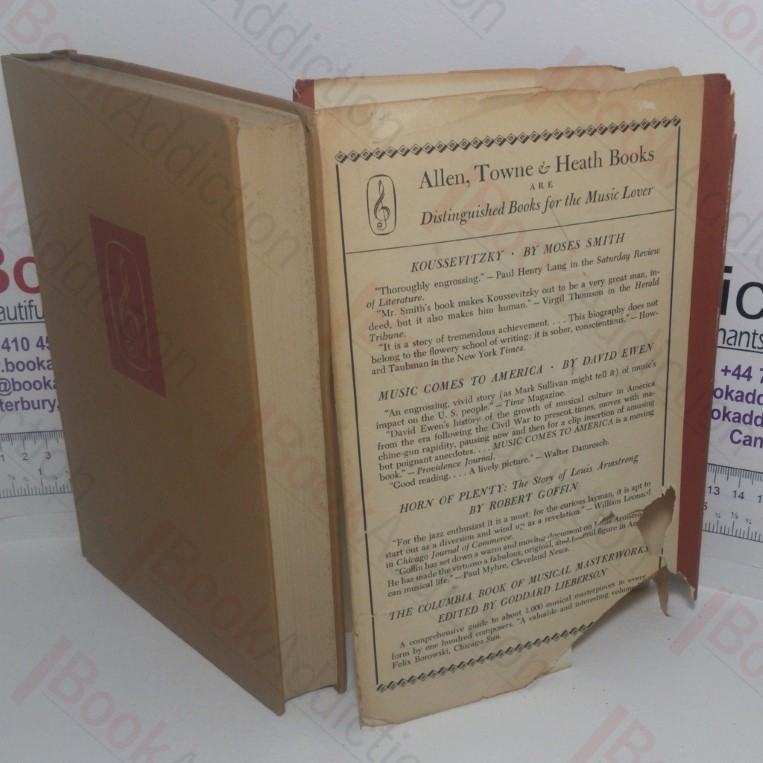 Allen, Towne & Heath Books
ARE
Distinguished Books for the Music Lover
KOUSSEVITZKY · BY MOSES SMITH
"Thoroughly engrossing." — Paul Henry Lang in the Saturday Review
of Literature.
"Mr. Smith's book makes Koussevitzky out to be a very great man, in-
deed, but it also makes him human." — Virgil Thomson in the Herald
Tribune.
"It is a story of tremendous achievement. . . . This biography does not
belong to the flowery school of writing: it is sober, conscientious." — How-
ard Taubman in the New York Times.
MUSIC COMES TO AMERICA · BY DAVID EWEN
"An engrossing, vivid story (as Mark Sullivan might tell it) of music's
impact on the U. S. people." — Time Magazine.
"David Ewen's history of the growth of musical culture in America
from the era following the Civil War to present times, moves with ma-
chine-gun rapidity, pausing now and then for a clip insertion of amusing
but poignant anecdotes. . . . MUSIC COMES TO AMERICA is a moving
book." — Providence Journal.
"Good reading. . . . A lively picture." — Walter Damrosch.
HORN OF PLENTY: The Story of Louis Armstrong
BY ROBERT GOFFIN
"For the jazz enthusiast it is a must; for the curious layman, it is apt to
start out as a diversion and wind up as a revelation." — William Leonard
in Chicago Journal of Commerce.
"Goffin has set down a warm and moving document on Louis
He has made the virtuoso a fabulous, original, and figure in
can musical life." — Paul Myhre, Cleveland News.
THE COLUMBIA BOOK OF MUSICAL MASTERWORKS
EDITED BY GODDARD LIEBERSON
A comprehensive guide to about 1,000 musical masterpieces in every
form by one hundred composers. "A valuable and interesting
Felix Borowski, Chicago Sun.